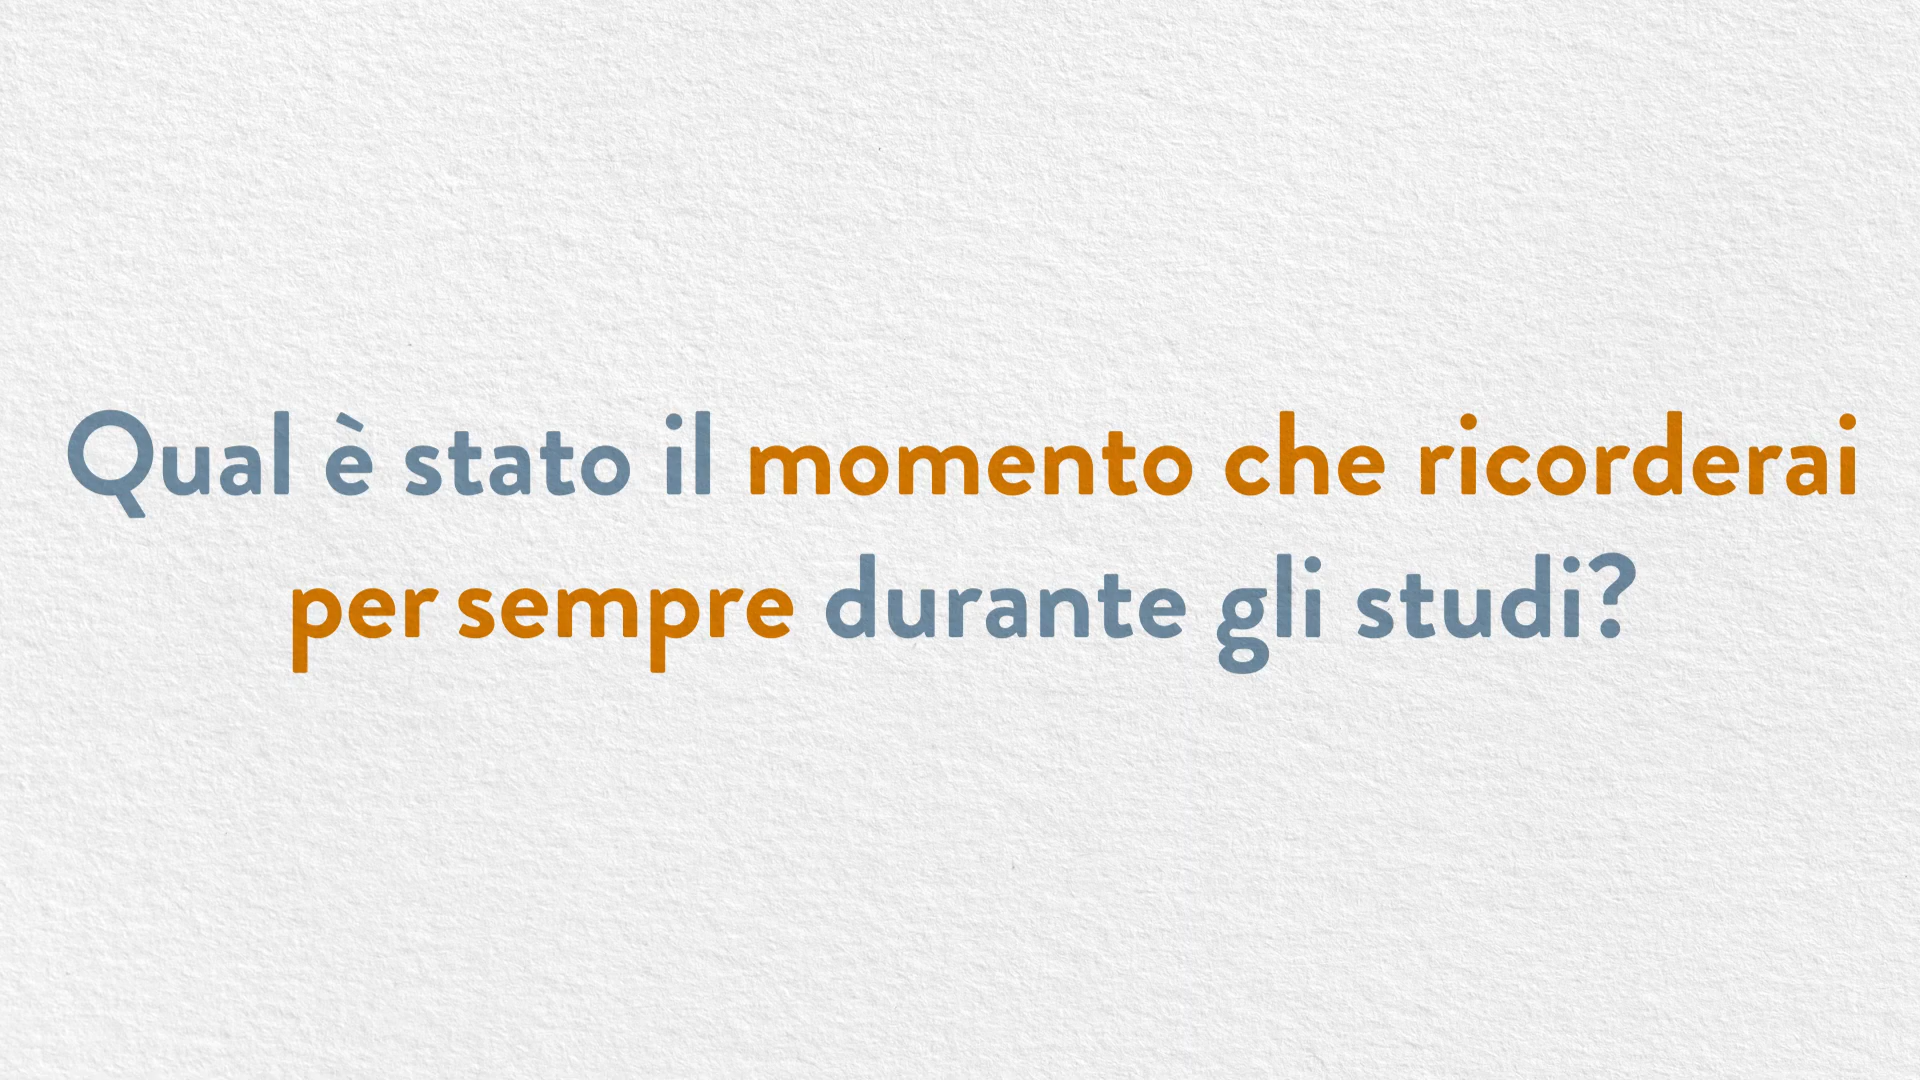 Qual è stato il momento che ricorderai
per sempre durante gli studi?